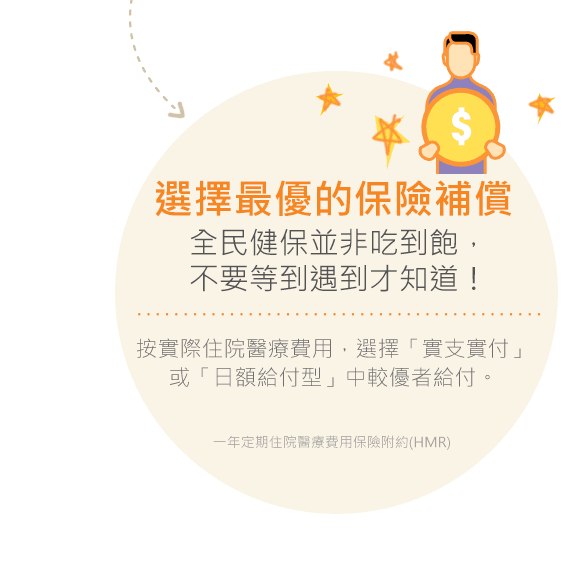 $
選擇最優的保險補償
全民健保並非吃到飽，
不要等到遇到才知道！
按實際住院醫療費用，選擇「實支實付」
或「日額給付型」中較優者給付。
一年定期住院醫療費用保險附約(HMR)